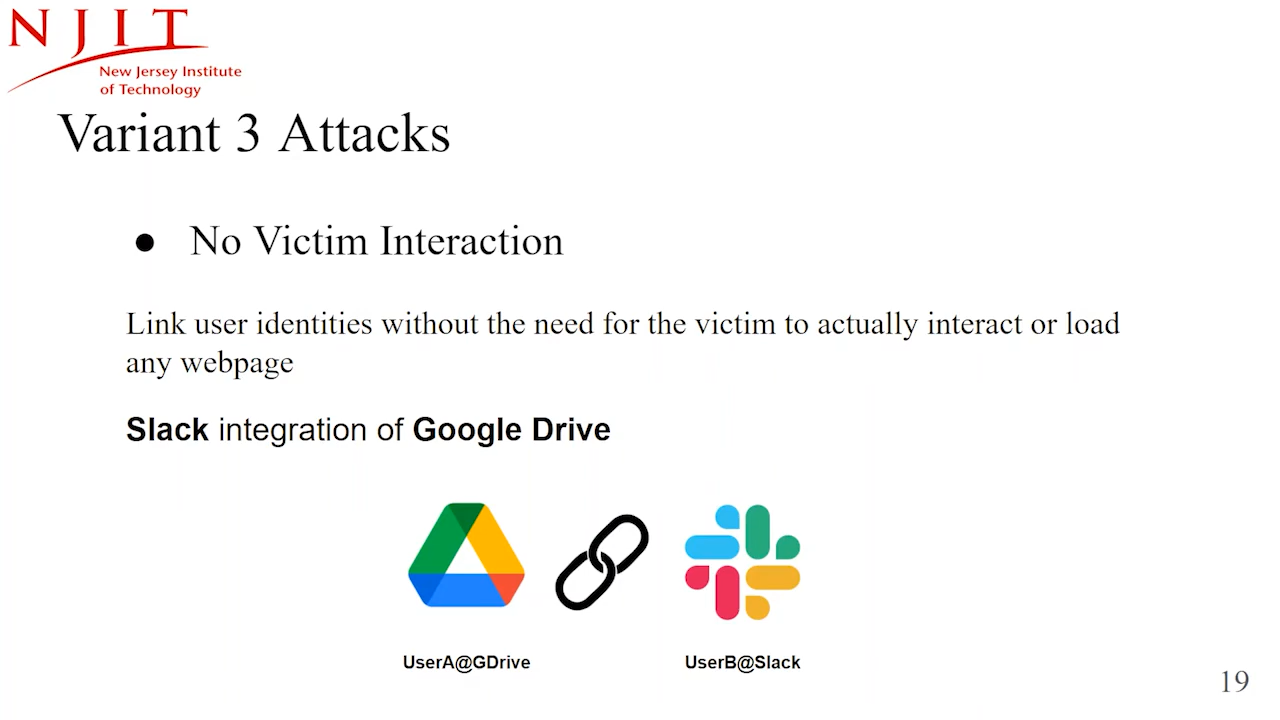 NJIT
New Jersey Institute
of Technology
Variant 3 Attacks
● No Victim Interaction
Link user identities without the need for the victim to actually interact or load
any webpage
Slack integration of Google Drive
UserA@GDrive
UserB@Slack
19